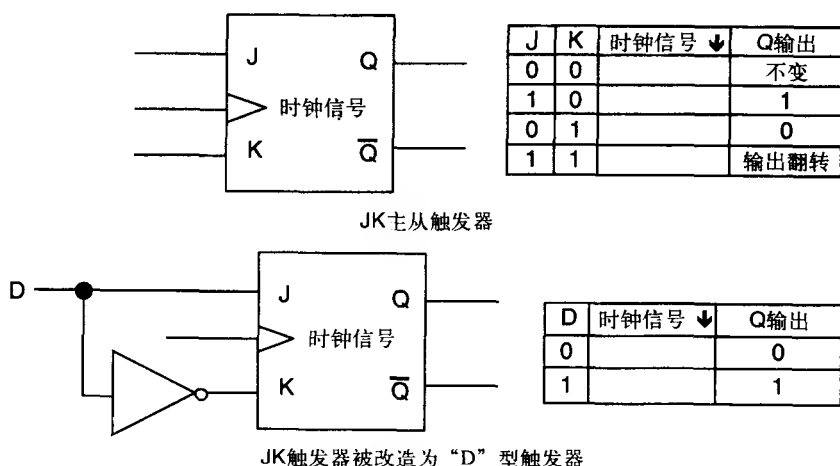 J
Q
时钟信号
K
Q̅
J K 时钟信号 ↓ Q输出
0 0 不变
1 0 1
0 1 0
1 1 输出翻转
JK主从触发器
D
J
Q
时钟信号
K
Q̅
D 时钟信号 ↓ Q输出
0 0
1 1
JK触发器被改造为“D”型触发器